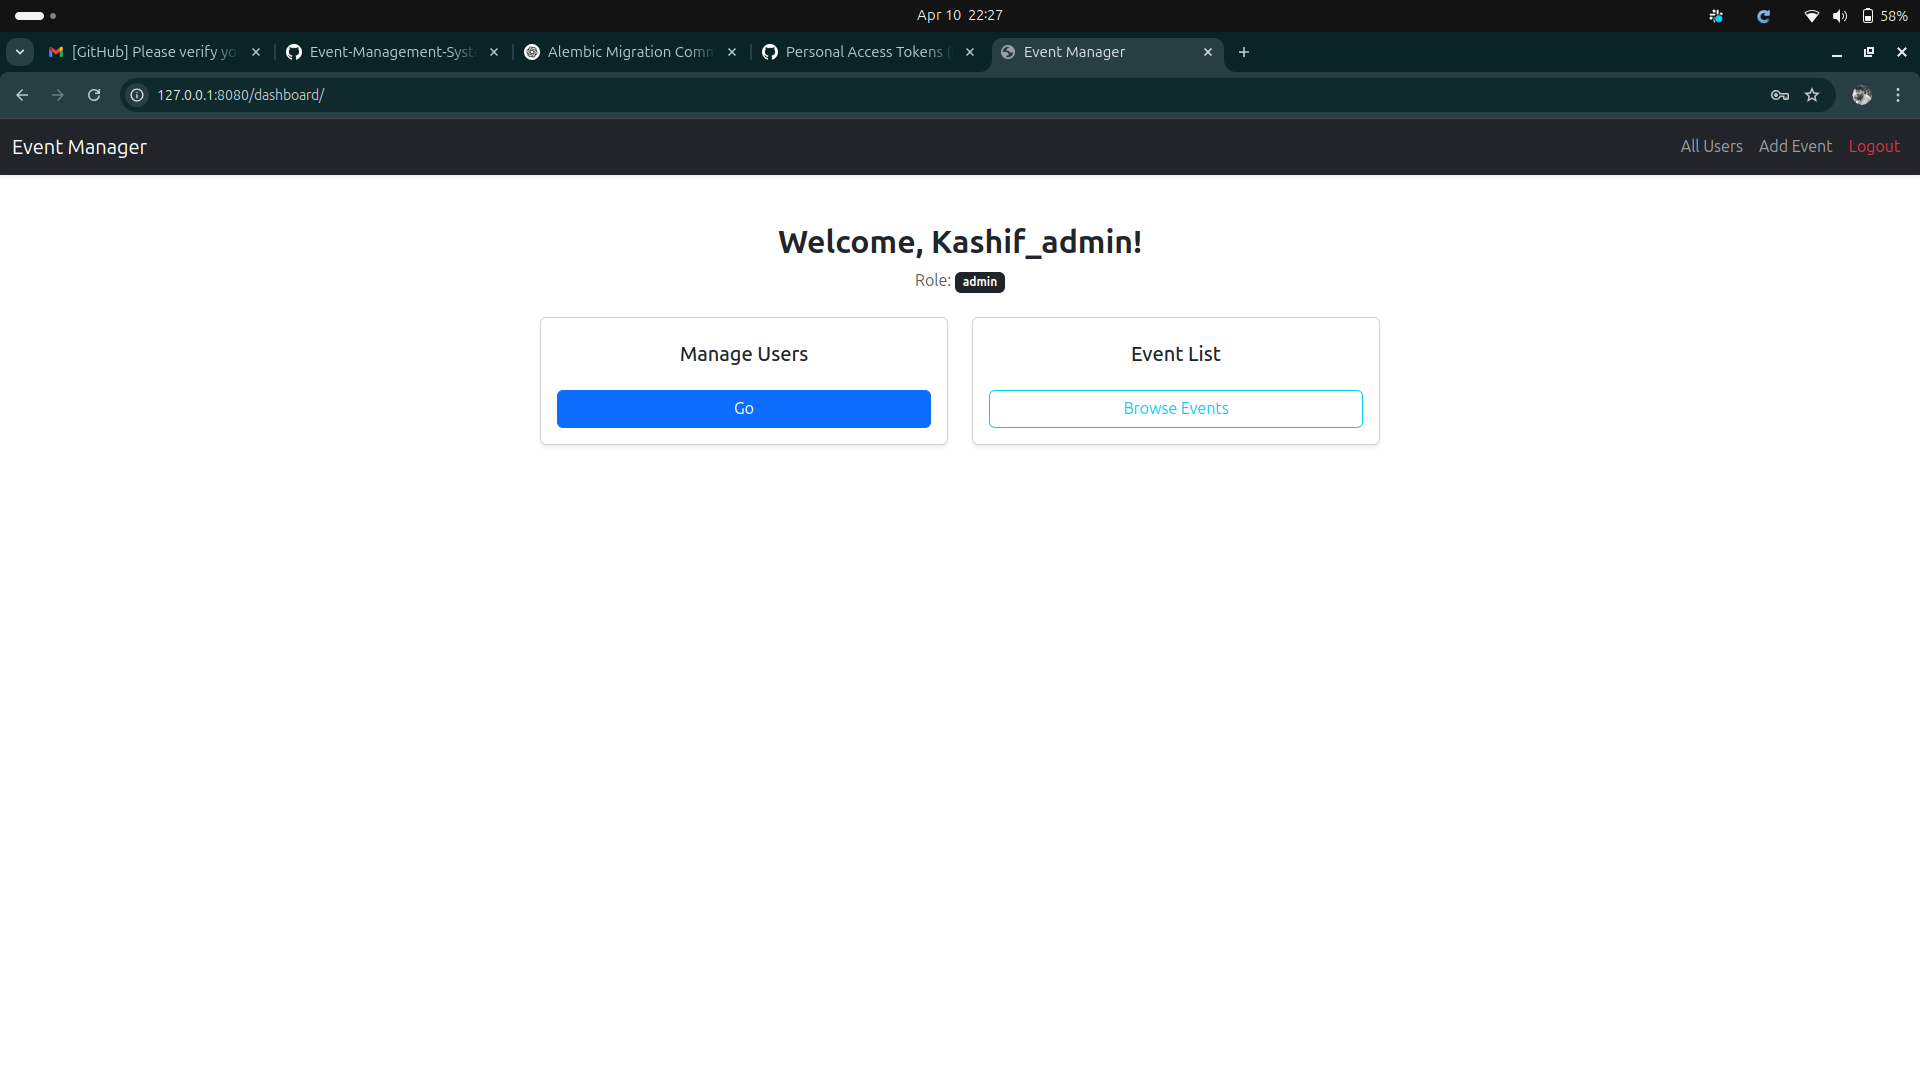 Apr 10 22:27
58%
[GitHub] Please verify yo
Event-Management-Syst
Alembic Migration Comm
Personal Access Tokens (
Event Manager
127.0.0.1:8080/dashboard/
Event Manager
All Users
Add Event
Logout
Welcome, Kashif_admin!
Role: admin
Manage Users
Event List
Go
Browse Events